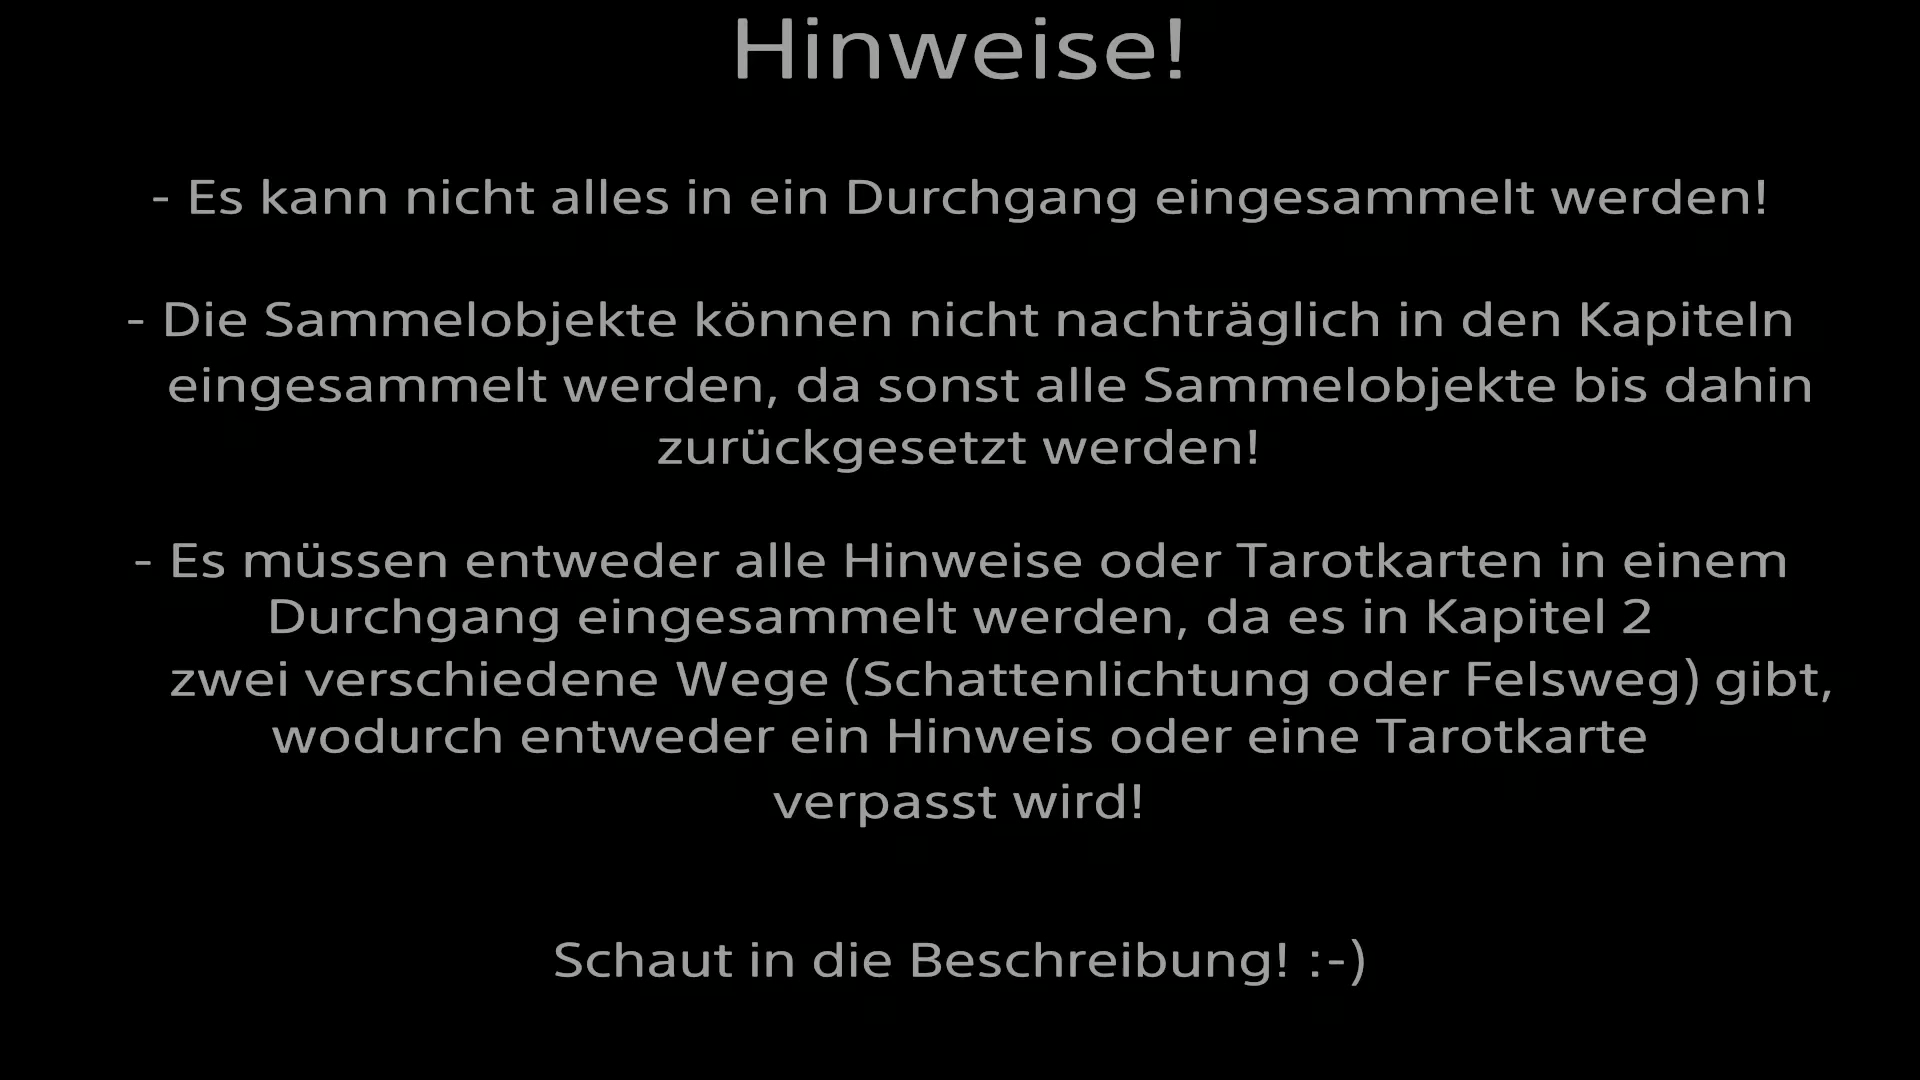 Hinweise!
- Es kann nicht alles in ein Durchgang eingesammelt werden!
- Die Sammelobjekte können nicht nachträglich in den Kapiteln
eingesammelt werden, da sonst alle Sammelobjekte bis dahin
zurückgesetzt werden!
- Es müssen entweder alle Hinweise oder Tarotkarten in einem
Durchgang eingesammelt werden, da es in Kapitel 2
zwei verschiedene Wege (Schattenlichtung oder Felsweg) gibt,
wodurch entweder ein Hinweis oder eine Tarotkarte
verpasst wird!
Schaut in die Beschreibung! :-)